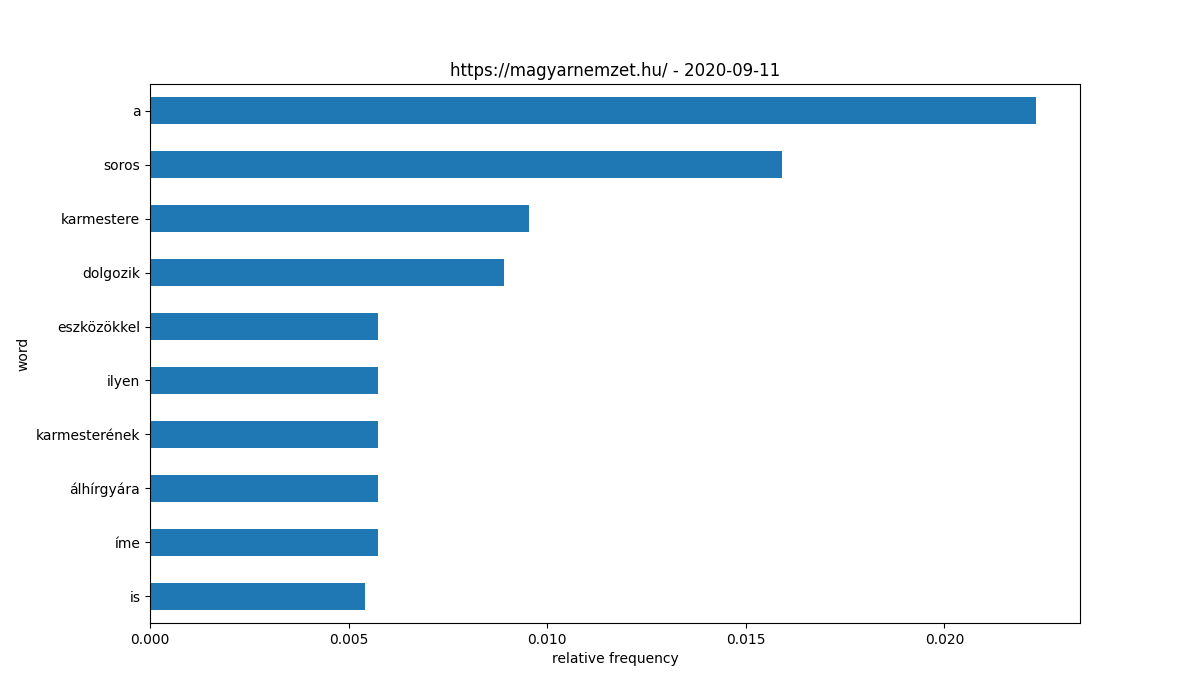 https://magyarnemzet.hu/ - 2020-09-11
a
soros
karmestere
dolgozik
eszközökkel
ilyen
karmesterének
álhírgyára
íme
is
word
0.000 0.005 0.010 0.015 0.020
relative frequency